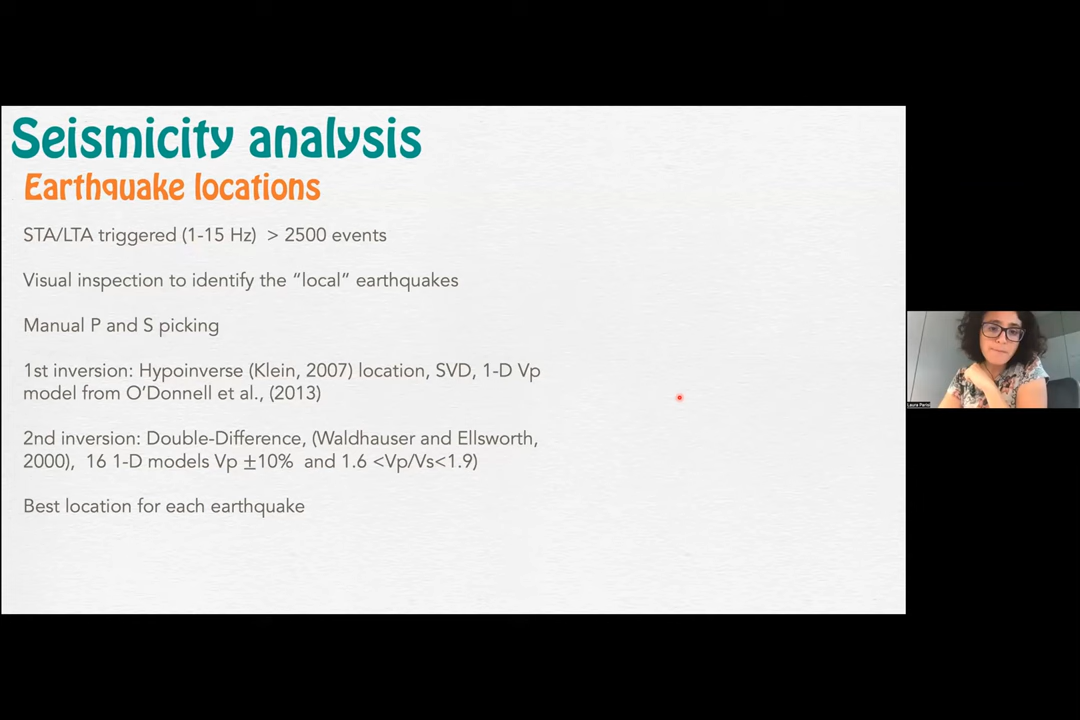 Seismicity analysis
Earthquake locations
STA/LTA triggered (1-15 Hz)  > 2500 events
Visual inspection to identify the “local” earthquakes
Manual P and S picking
1st inversion: Hypoinverse (Klein, 2007) location, SVD, 1-D Vp
model from O’Donnell et al., (2013)
2nd inversion: Double-Difference, (Waldhauser and Ellsworth,
2000),  16 1-D models Vp ±10%  and 1.6 <Vp/Vs<1.9)
Best location for each earthquake
Laura Parisi